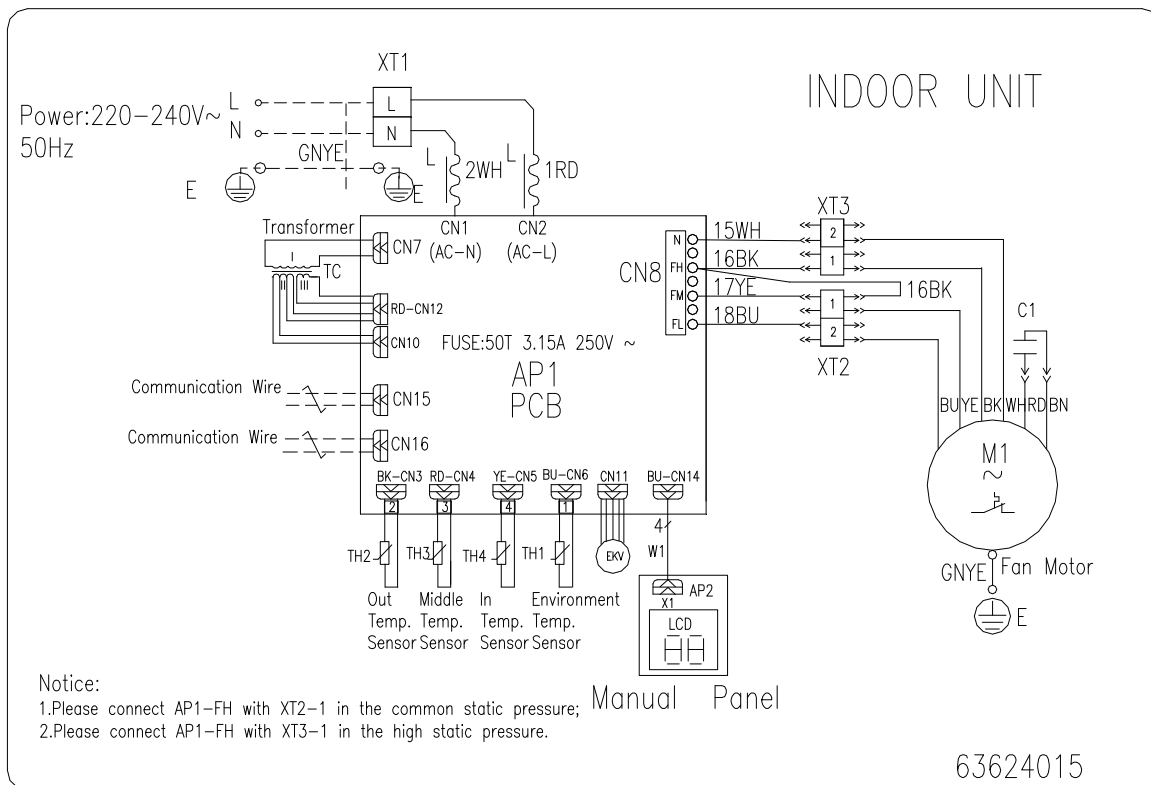 INDOOR UNIT
XT1
Power:220-240V~
50Hz
L
N
L
N
GNYE
E
E
L
2WH
L
1RD
Transformer
I
II
III
TC
CN7
RD-CN12
CN10
CN1
(AC-N)
CN2
(AC-L)
CN8
N
FH
FM
FL
15WH
16BK
17YE
18BU
16BK
XT3
2
1
1
2
XT2
C1
FUSE:50T 3.15A 250V ~
AP1
PCB
Communication Wire
CN15
Communication Wire
CN16
BU
YE
BK
WH
RD
BN
M1
~
GNYE
Fan Motor
E
BK-CN3
RD-CN4
YE-CN5
BU-CN6
CN11
BU-CN14
2
3
4
1
TH2
TH3
TH4
TH1
EKV
4
W1
Out
Temp.
Sensor
Middle
Temp.
Sensor
In
Temp.
Sensor
Environment
Temp.
Sensor
X1
AP2
LCD
88
Manual Panel
Notice:
1.Please connect AP1-FH with XT2-1 in the common static pressure;
2.Please connect AP1-FH with XT3-1 in the high static pressure.
63624015